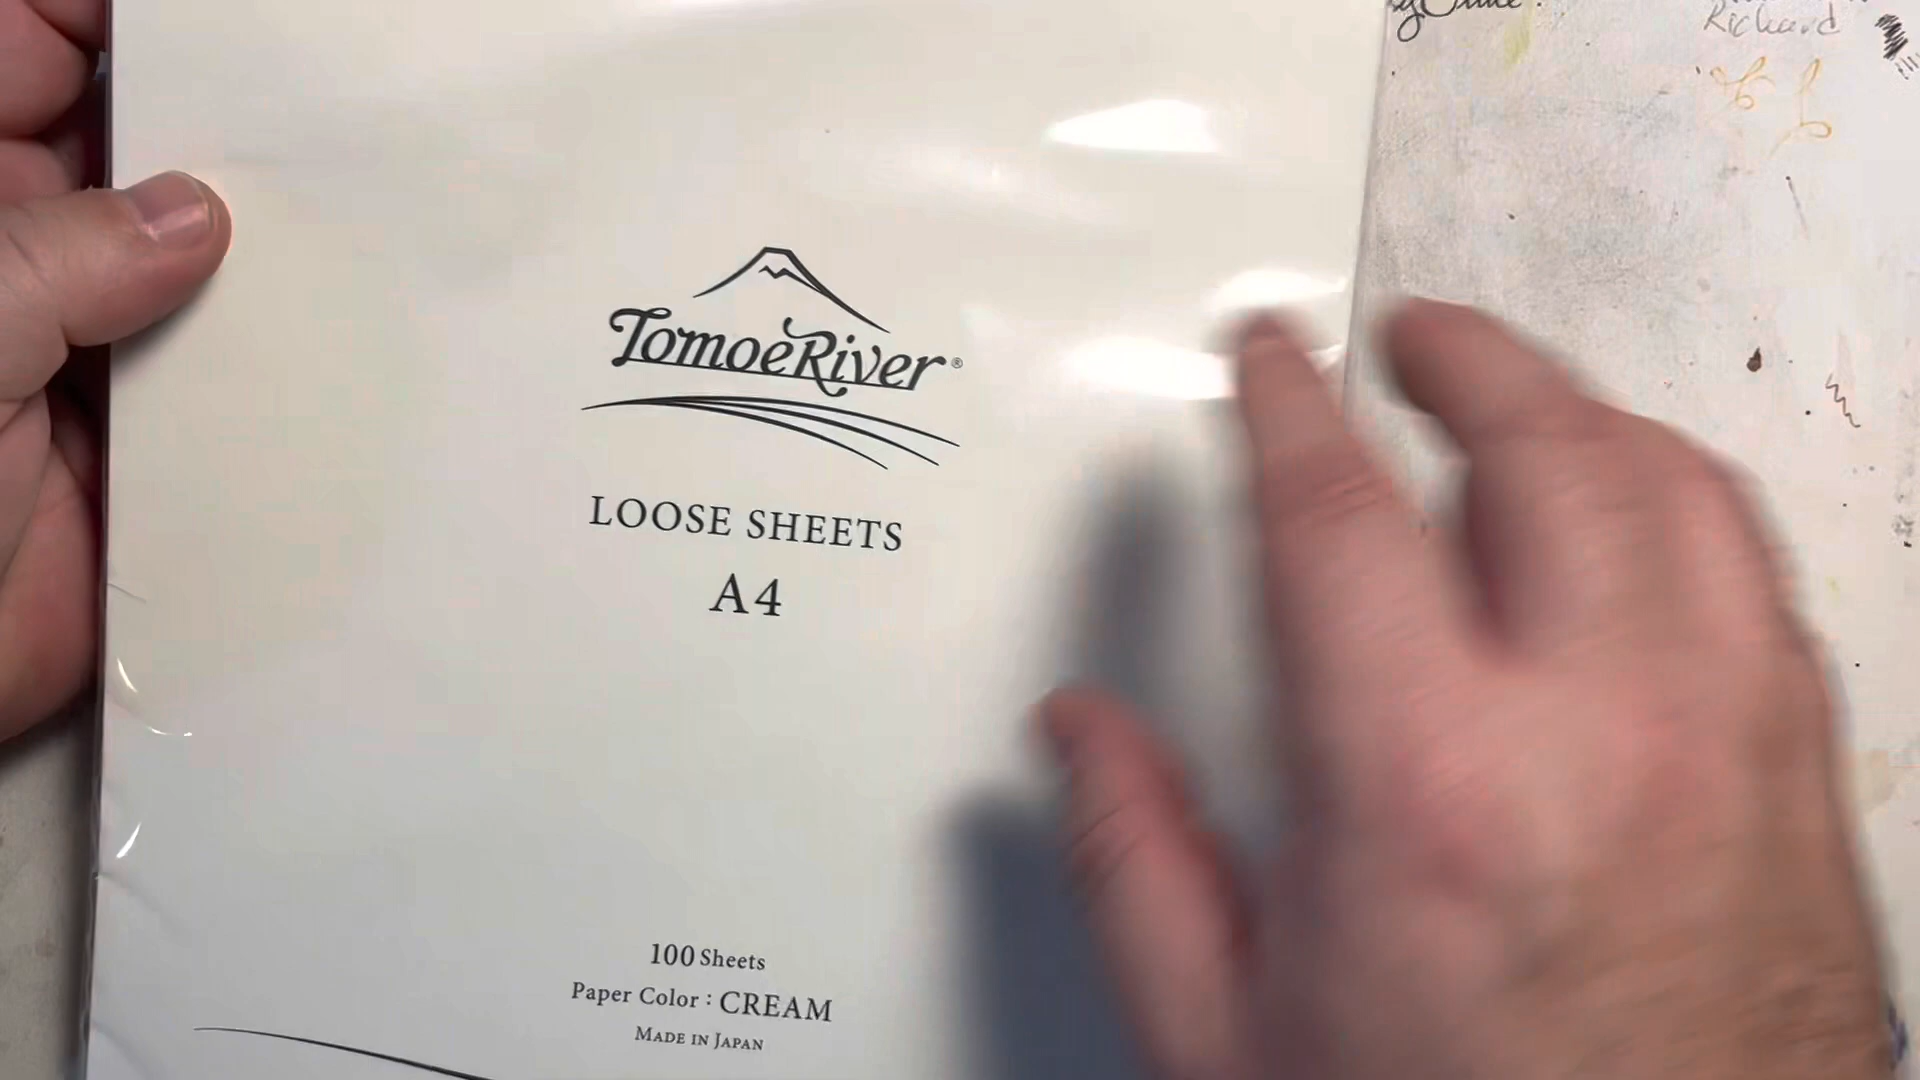 Richard
TomoeRiver®
LOOSE SHEETS
A4
100 Sheets
Paper Color : CREAM
MADE IN JAPAN